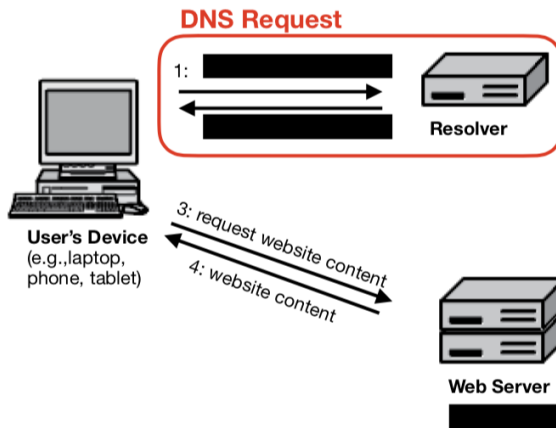 DNS Request
1:
Resolver
User's Device
(e.g.,laptop,
phone, tablet)
3: request website content
4: website content
Web Server